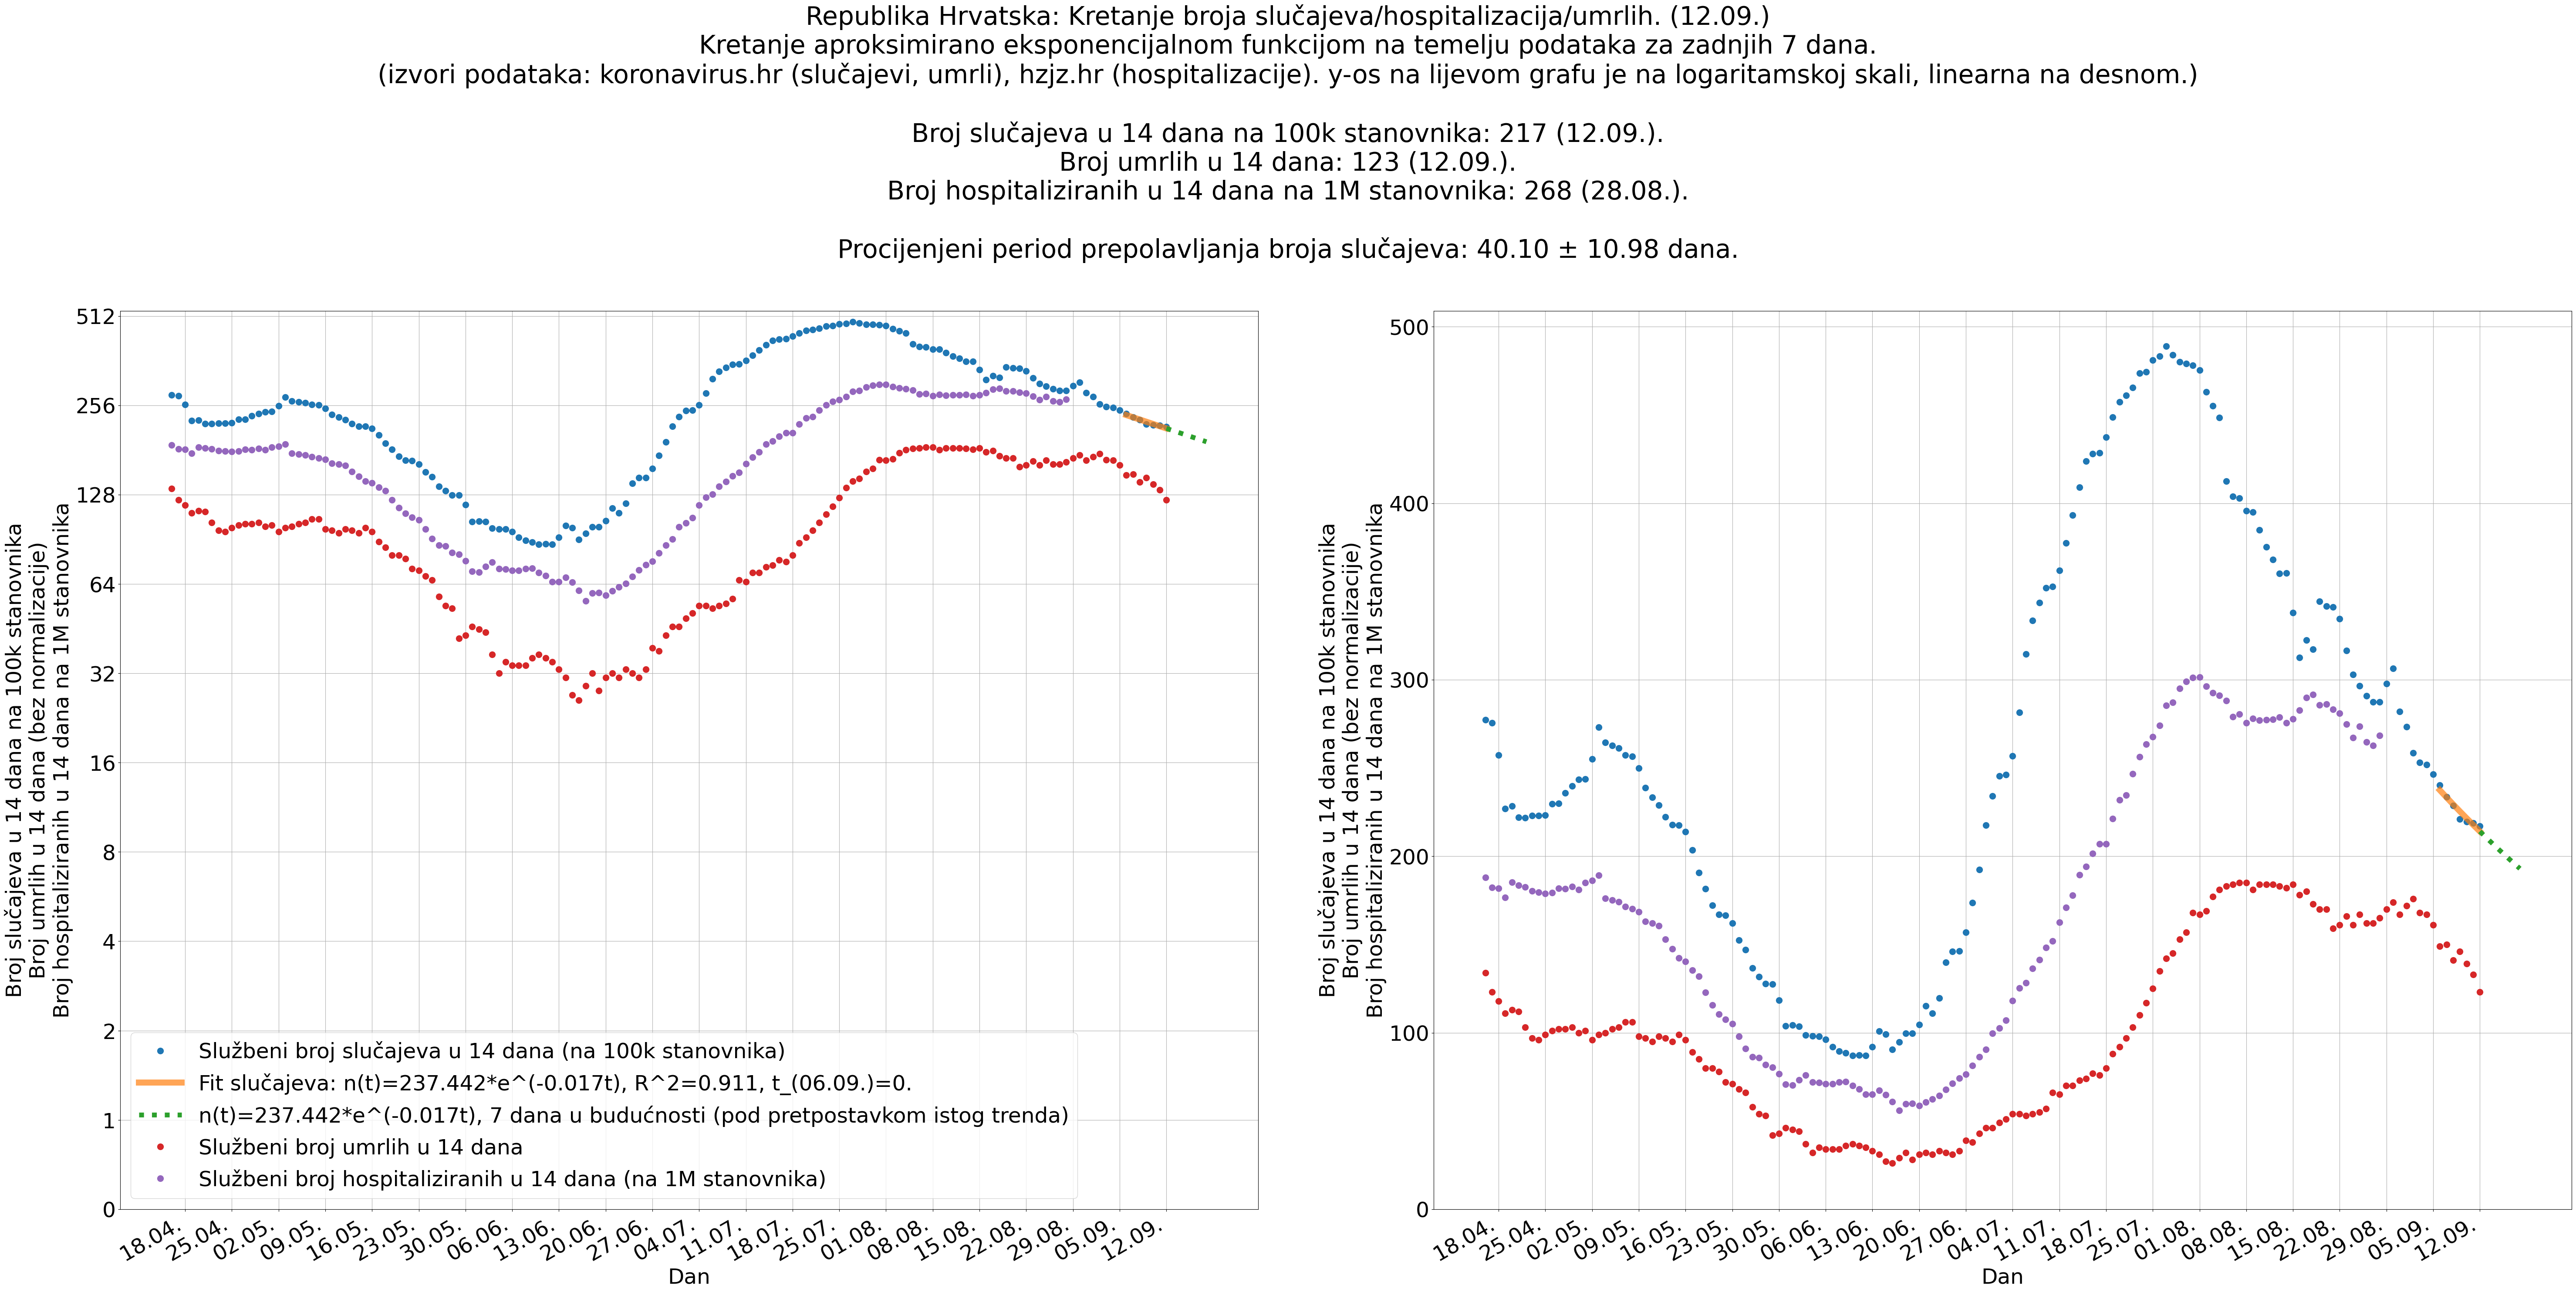 Republika Hrvatska: Kretanje broja slučajeva/hospitalizacija/umrlih. (12.09.)
Kretanje aproksimirano eksponencijalnom funkcijom na temelju podataka za zadnjih 7 dana.
(izvori podataka: koronavirus.hr (slučajevi, umrli), hzjz.hr (hospitalizacije). y-os na lijevom grafu je na logaritamskoj skali, linearna na desnom.)
Broj slučajeva u 14 dana na 100k stanovnika: 217 (12.09.).
Broj umrlih u 14 dana: 123 (12.09.).
Broj hospitaliziranih u 14 dana na 1M stanovnika: 268 (28.08.).
Procijenjeni period prepolavljanja broja slučajeva: 40.10 ± 10.98 dana.
Broj slučajeva u 14 dana na 100k stanovnika
Broj umrlih u 14 dana (bez normalizacije)
Broj hospitaliziranih u 14 dana na 1M stanovnika
512
256
128
64
32
16
8
4
2
1
0
Službeni broj slučajeva u 14 dana (na 100k stanovnika)
Fit slučajeva: n(t)=237.442*e^(-0.017t), R^2=0.911, t_(06.09.)=0.
n(t)=237.442*e^(-0.017t), 7 dana u budućnosti (pod pretpostavkom istog trenda)
Službeni broj umrlih u 14 dana
Službeni broj hospitaliziranih u 14 dana (na 1M stanovnika)
18.04. 25.04. 02.05. 09.05. 16.05. 23.05. 30.05. 06.06. 13.06. 20.06. 27.06. 04.07. 11.07. 18.07. 25.07. 01.08. 08.08. 15.08. 22.08. 29.08. 05.09. 12.09.
Dan
Broj slučajeva u 14 dana na 100k stanovnika
Broj umrlih u 14 dana (bez normalizacije)
Broj hospitaliziranih u 14 dana na 1M stanovnika
500
400
300
200
100
0
18.04. 25.04. 02.05. 09.05. 16.05. 23.05. 30.05. 06.06. 13.06. 20.06. 27.06. 04.07. 11.07. 18.07. 25.07. 01.08. 08.08. 15.08. 22.08. 29.08. 05.09. 12.09.
Dan